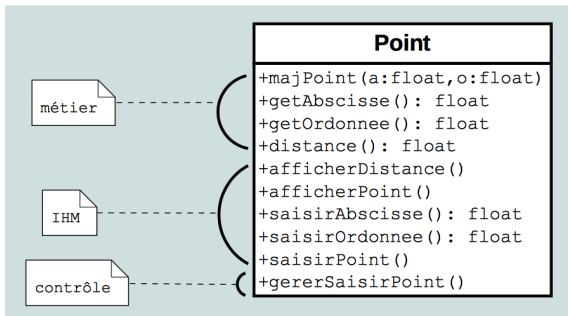 Point
+majPoint(a:float,o:float)
+getAbscisse(): float
+getOrdonnee(): float
+distance(): float
+afficherDistance()
+afficherPoint()
+saisirAbscisse(): float
+saisirOrdonnee(): float
+saisirPoint()
+gererSaisirPoint()
métier
IHM
contrôle